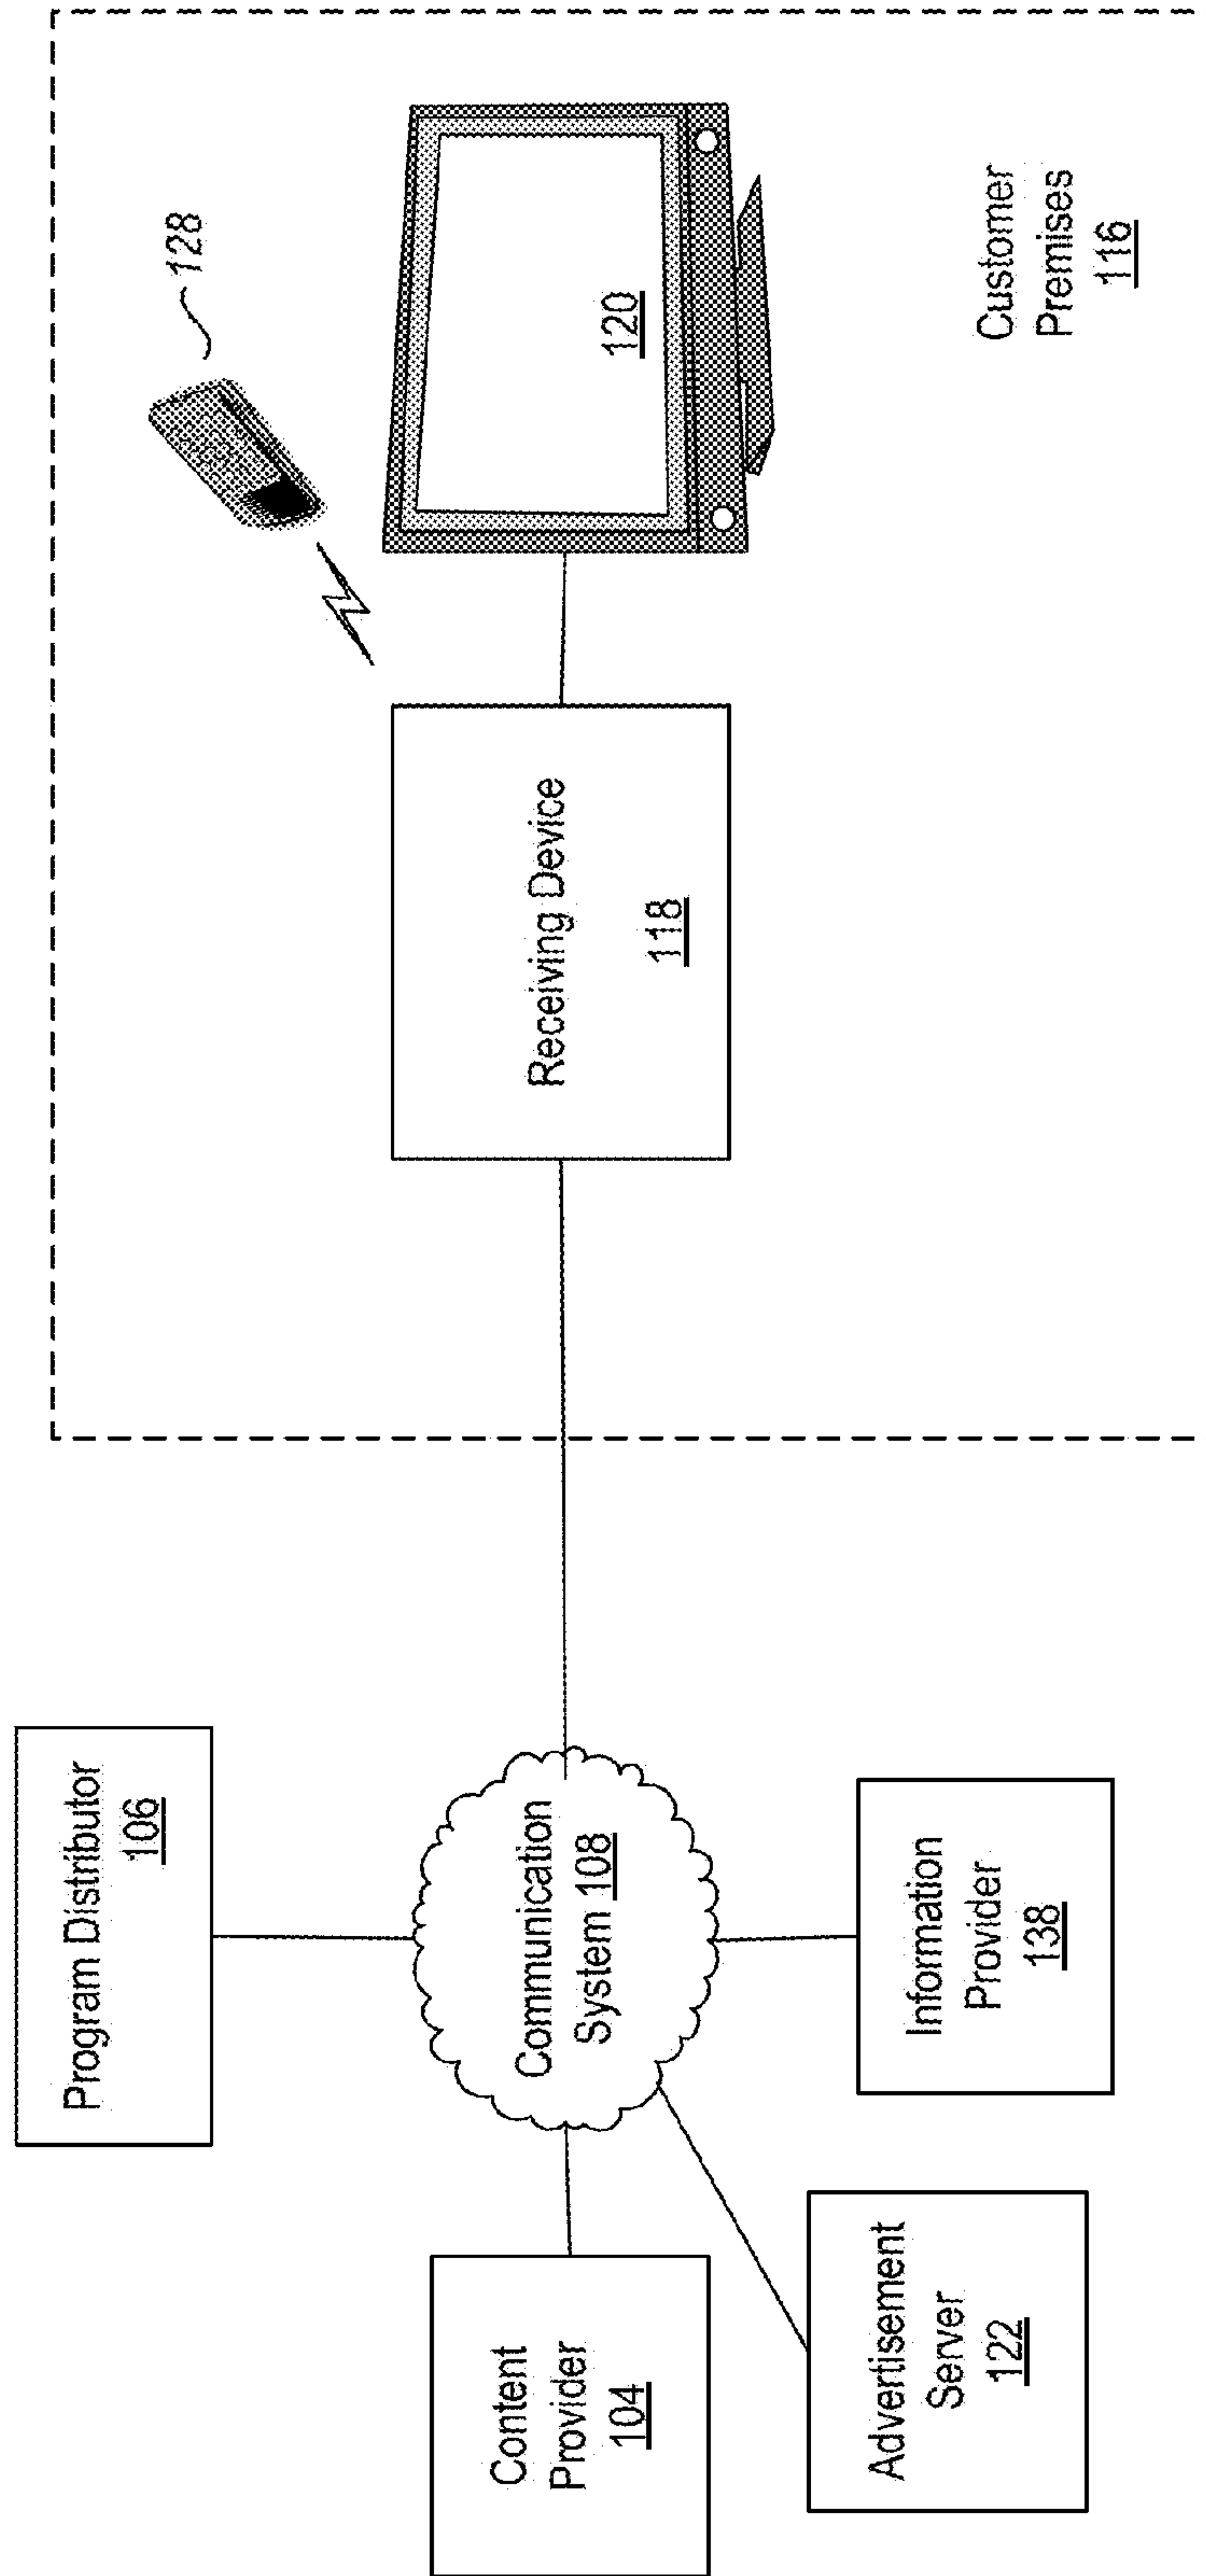 Program Distributor
106
Content
Provider
104
Communication
System 108
Advertisement
Server
122
Information
Provider
138
Receiving Device
118
128
120
Customer
Premises
116